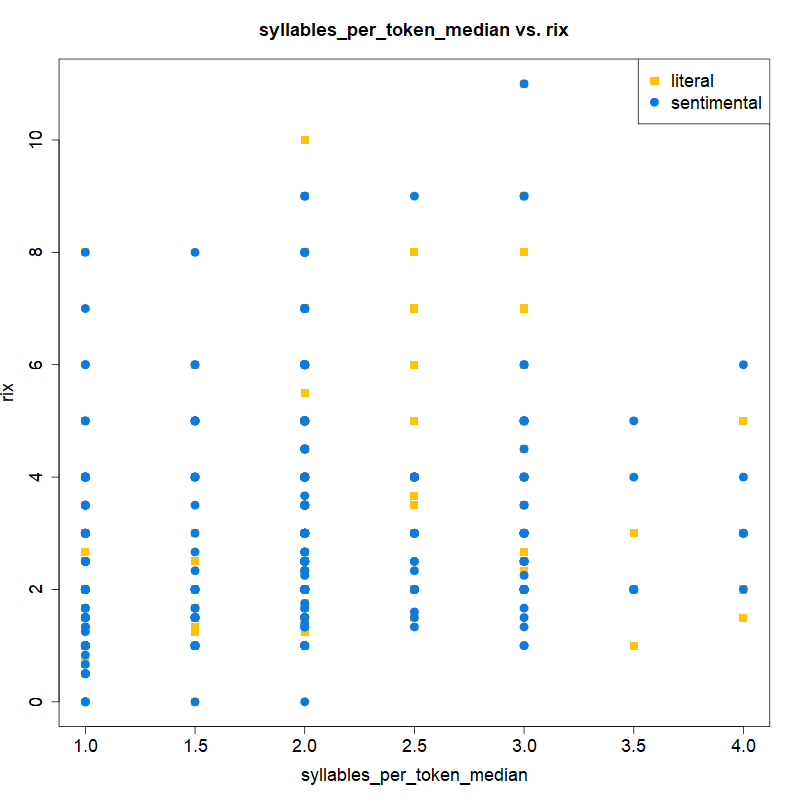 syllables_per_token_median vs. rix
literal
sentimental
10
8
6
4
2
0
rix
1.0 1.5 2.0 2.5 3.0 3.5 4.0
syllables_per_token_median